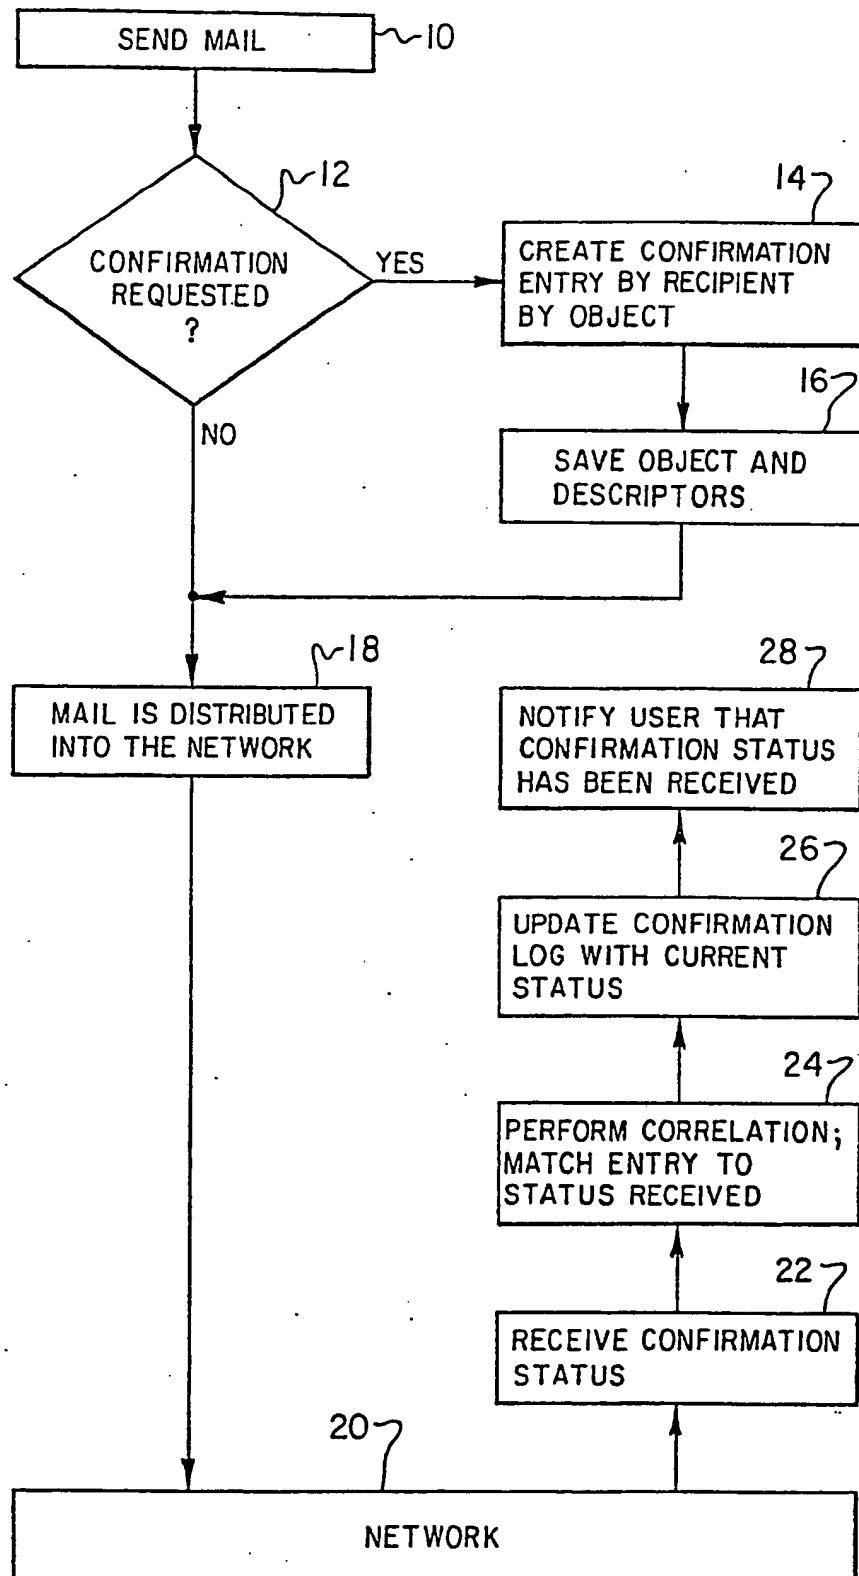 SEND MAIL
10
12
CONFIRMATION
REQUESTED
?
YES
NO
14
CREATE CONFIRMATION
ENTRY BY RECIPIENT
BY OBJECT
16
SAVE OBJECT AND
DESCRIPTORS
18
MAIL IS DISTRIBUTED
INTO THE NETWORK
28
NOTIFY USER THAT
CONFIRMATION STATUS
HAS BEEN RECEIVED
26
UPDATE CONFIRMATION
LOG WITH CURRENT
STATUS
24
PERFORM CORRELATION;
MATCH ENTRY TO
STATUS RECEIVED
22
RECEIVE CONFIRMATION
STATUS
20
NETWORK